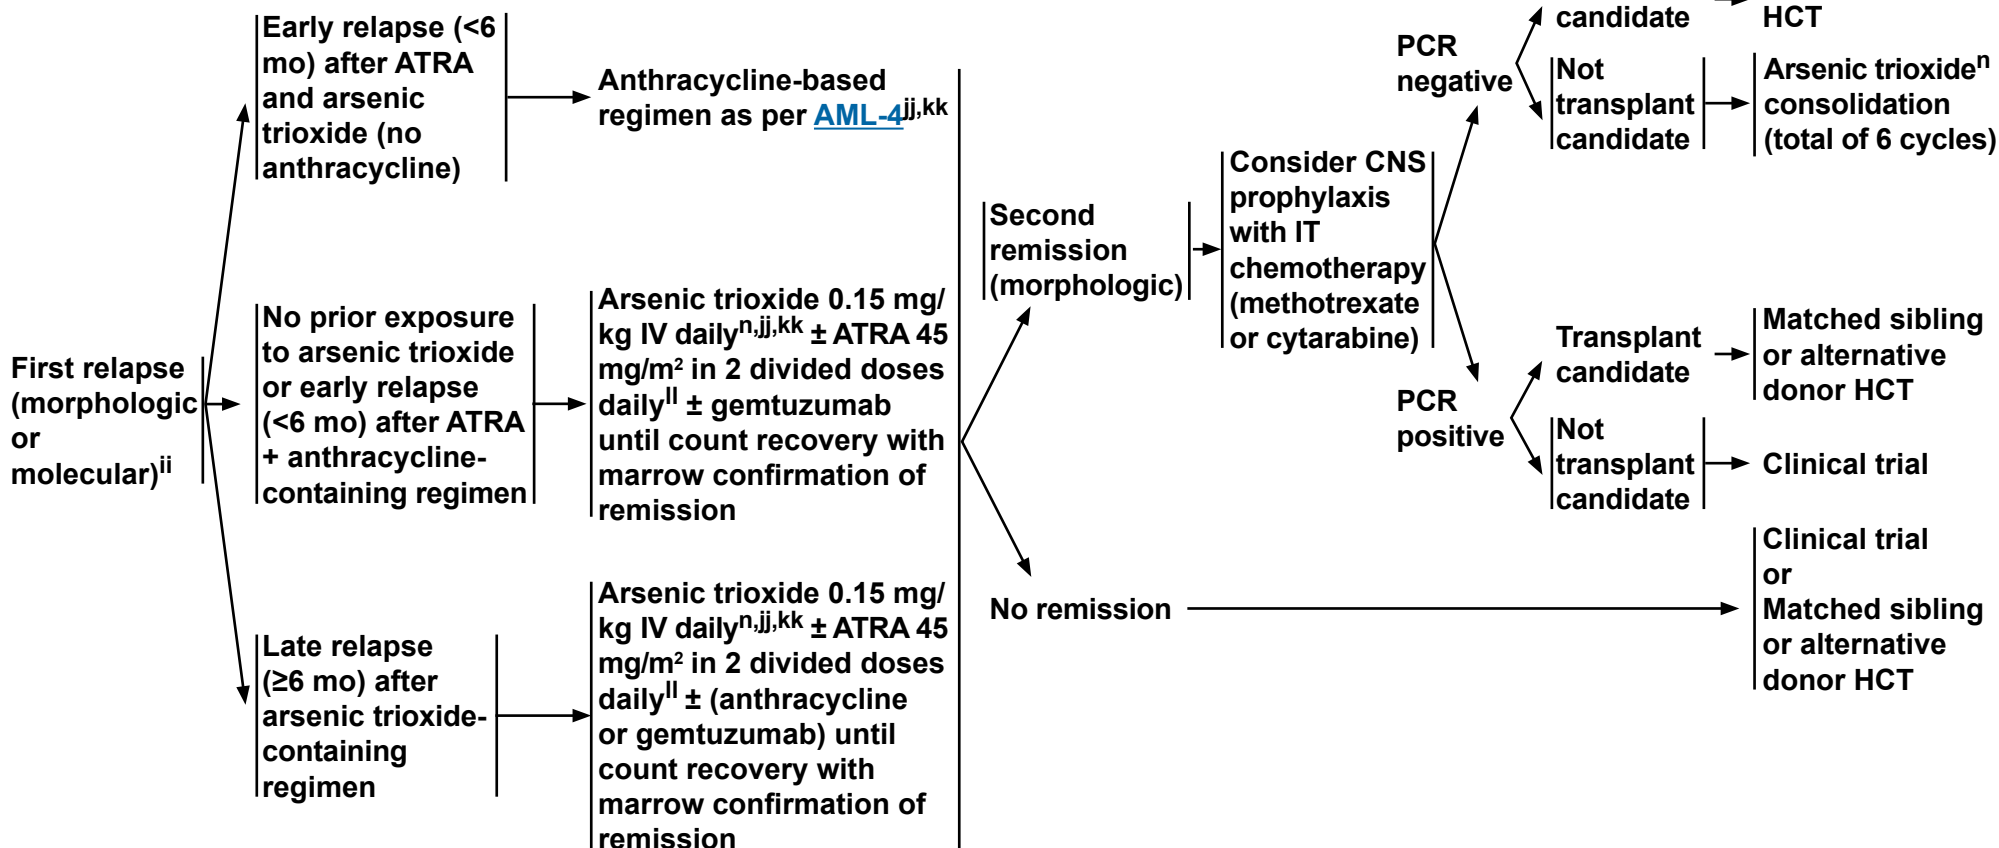 First relapse
(morphologic
or
molecular)ii
Early relapse (<6
mo) after ATRA
and arsenic
trioxide (no
anthracycline)
Anthracycline-based
regimen as per AML-4jj,kk
No prior exposure
to arsenic trioxide
or early relapse
(<6 mo) after ATRA
+ anthracycline-
containing regimen
Arsenic trioxide 0.15 mg/
kg IV dailyn,jj,kk ± ATRA 45
mg/m² in 2 divided doses
dailyll ± gemtuzumab
until count recovery with
marrow confirmation of
remission
Late relapse
(≥6 mo) after
arsenic trioxide-
containing
regimen
Arsenic trioxide 0.15 mg/
kg IV dailyn,jj,kk ± ATRA 45
mg/m² in 2 divided doses
dailyll ± (anthracycline
or gemtuzumab) until
count recovery with
marrow confirmation of
remission
Second
remission
(morphologic)
Consider CNS
prophylaxis
with IT
chemotherapy
(methotrexate
or cytarabine)
PCR
negative
candidate
HCT
Not
transplant
candidate
Arsenic trioxiden
consolidation
(total of 6 cycles)
PCR
positive
Transplant
candidate
Matched sibling
or alternative
donor HCT
Not
transplant
candidate
Clinical trial
No remission
Clinical trial
or
Matched sibling
or alternative
donor HCT